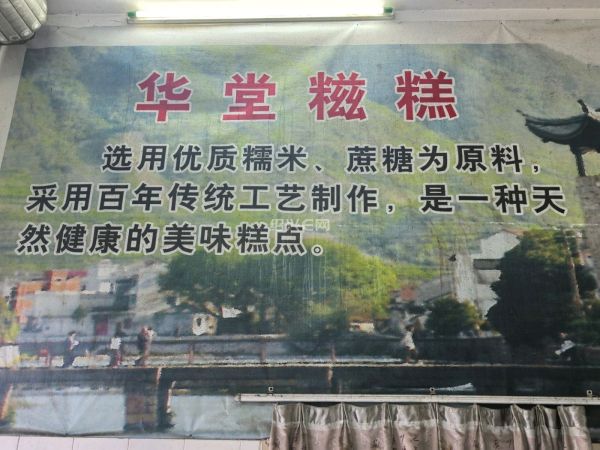 华堂糍糕
选用优质糯米、蔗糖为原料，
采用百年传统工艺制作，是一种天
然健康的美味糕点。